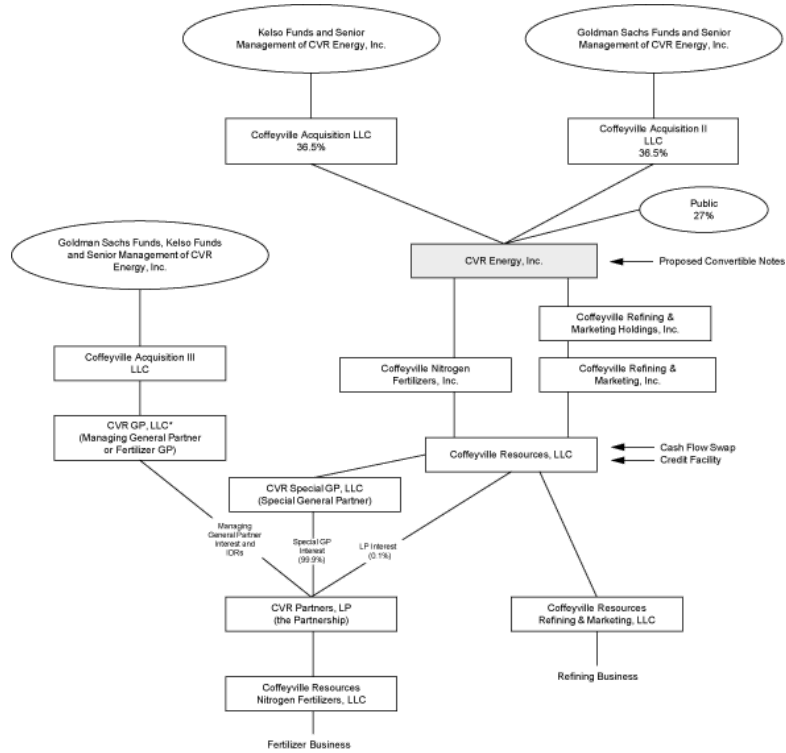 Kelso Funds and Senior
Management of CVR Energy, Inc.
Goldman Sachs Funds and Senior
Management of CVR Energy, Inc.
Coffeyville Acquisition LLC
36.5%
Coffeyville Acquisition II
LLC
36.5%
Public
27%
Goldman Sachs Funds, Kelso Funds
and Senior Management of CVR
Energy, Inc.
CVR Energy, Inc.
Proposed Convertible Notes
Coffeyville Refining &
Marketing Holdings, Inc.
Coffeyville Acquisition III
LLC
Coffeyville Nitrogen
Fertilizers, Inc.
Coffeyville Refining &
Marketing, Inc.
CVR GP, LLC*
(Managing General Partner
or Fertilizer GP)
Coffeyville Resources, LLC
Cash Flow Swap
Credit Facility
CVR Special GP, LLC
(Special General Partner)
Managing
General Partner
Interest and
IDRs
Special GP
Interest
(99.9%)
LP Interest
(0.1%)
CVR Partners, LP
(the Partnership)
Coffeyville Resources
Refining & Marketing, LLC
Refining Business
Coffeyville Resources
Nitrogen Fertilizers, LLC
Fertilizer Business